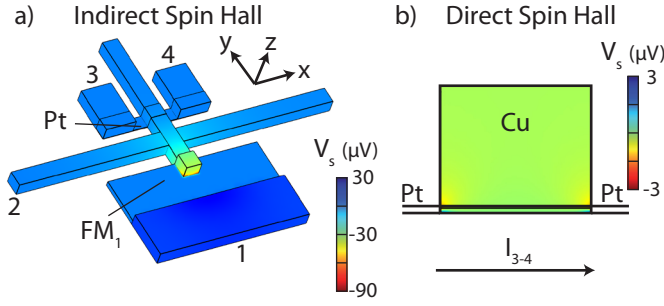 a) Indirect Spin Hall
y
z
x
3
4
Pt
2
FM₁
1
Vₛ (μV)
30
-30
-90
b) Direct Spin Hall
Vₛ (μV)
3
-3
Cu
Pt
Pt
I₃₋₄